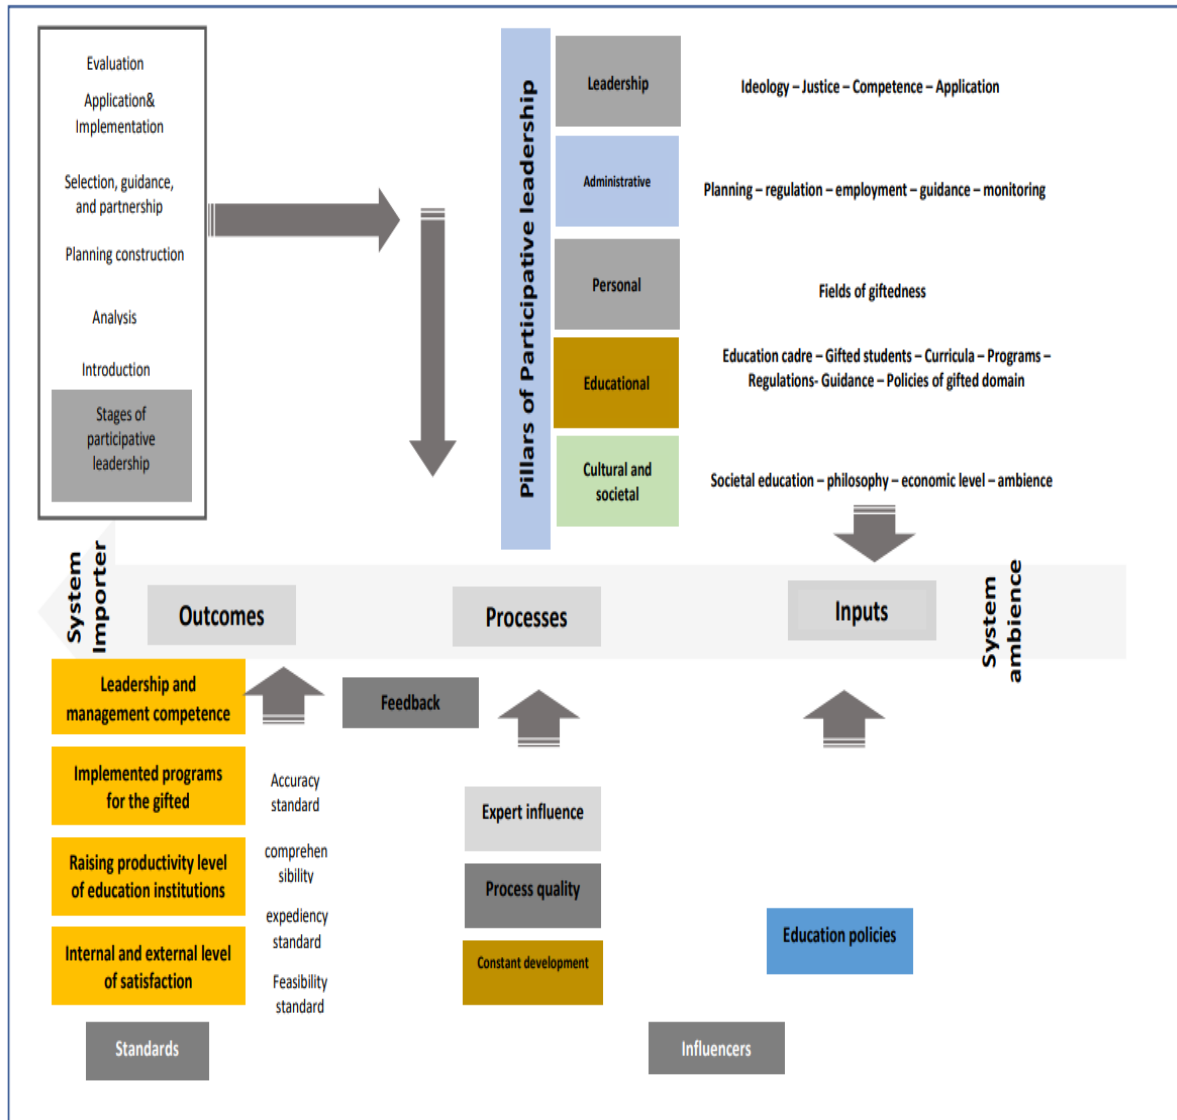 Evaluation
Application&
Implementation
Selection, guidance,
and partnership
Planning construction
Analysis
Introduction
Stages of
participative
leadership
Pillars of Participative leadership
Leadership
Ideology – Justice – Competence – Application
Administrative
Planning – regulation – employment – guidance – monitoring
Personal
Fields of giftedness
Educational
Education cadre – Gifted students – Curricula – Programs –
Regulations- Guidance – Policies of gifted domain
Cultural and
societal
Societal education – philosophy – economic level – ambience
System
Importer
Outcomes
Processes
Inputs
System
ambience
Leadership and
management competence
Implemented programs
for the gifted
Raising productivity level
of education institutions
Internal and external level
of satisfaction
Standards
Accuracy
standard
comprehen
sibility
expediency
standard
Feasibility
standard
Feedback
Expert influence
Process quality
Constant development
Education policies
Influencers